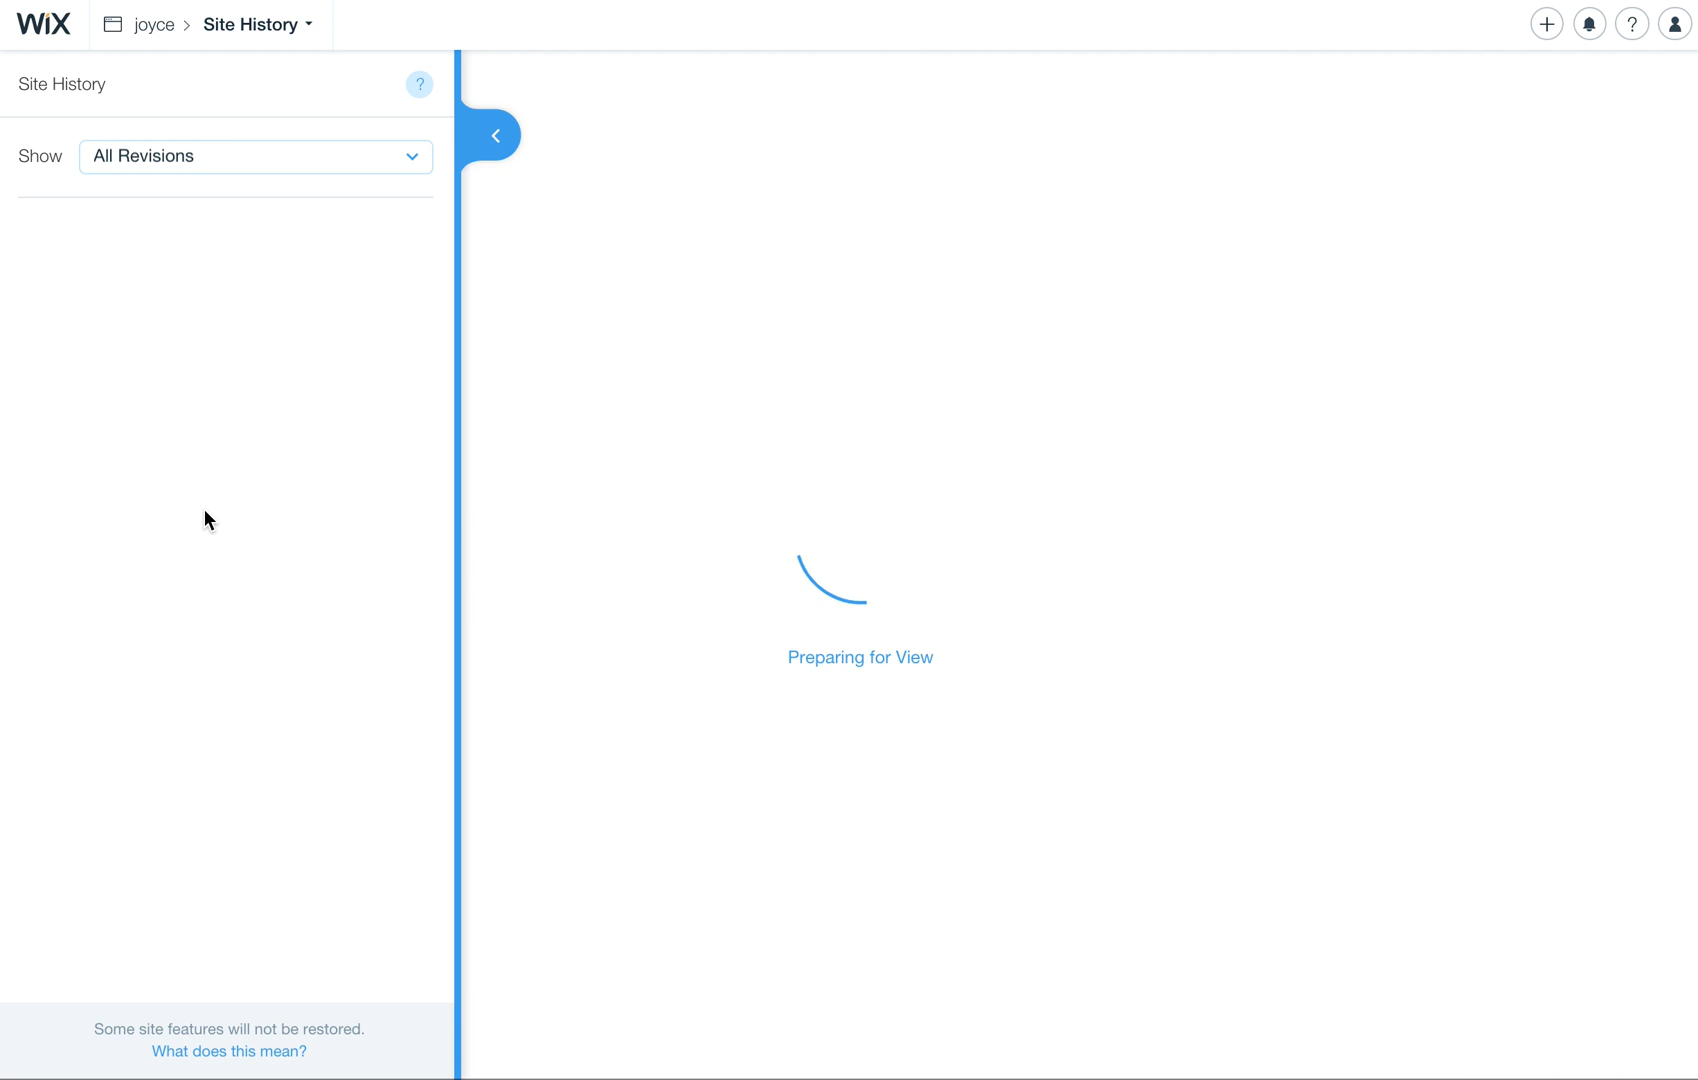 WiX joyce > Site History
?
Site History
?
Show All Revisions
Preparing for View
Some site features will not be restored.
What does this mean?